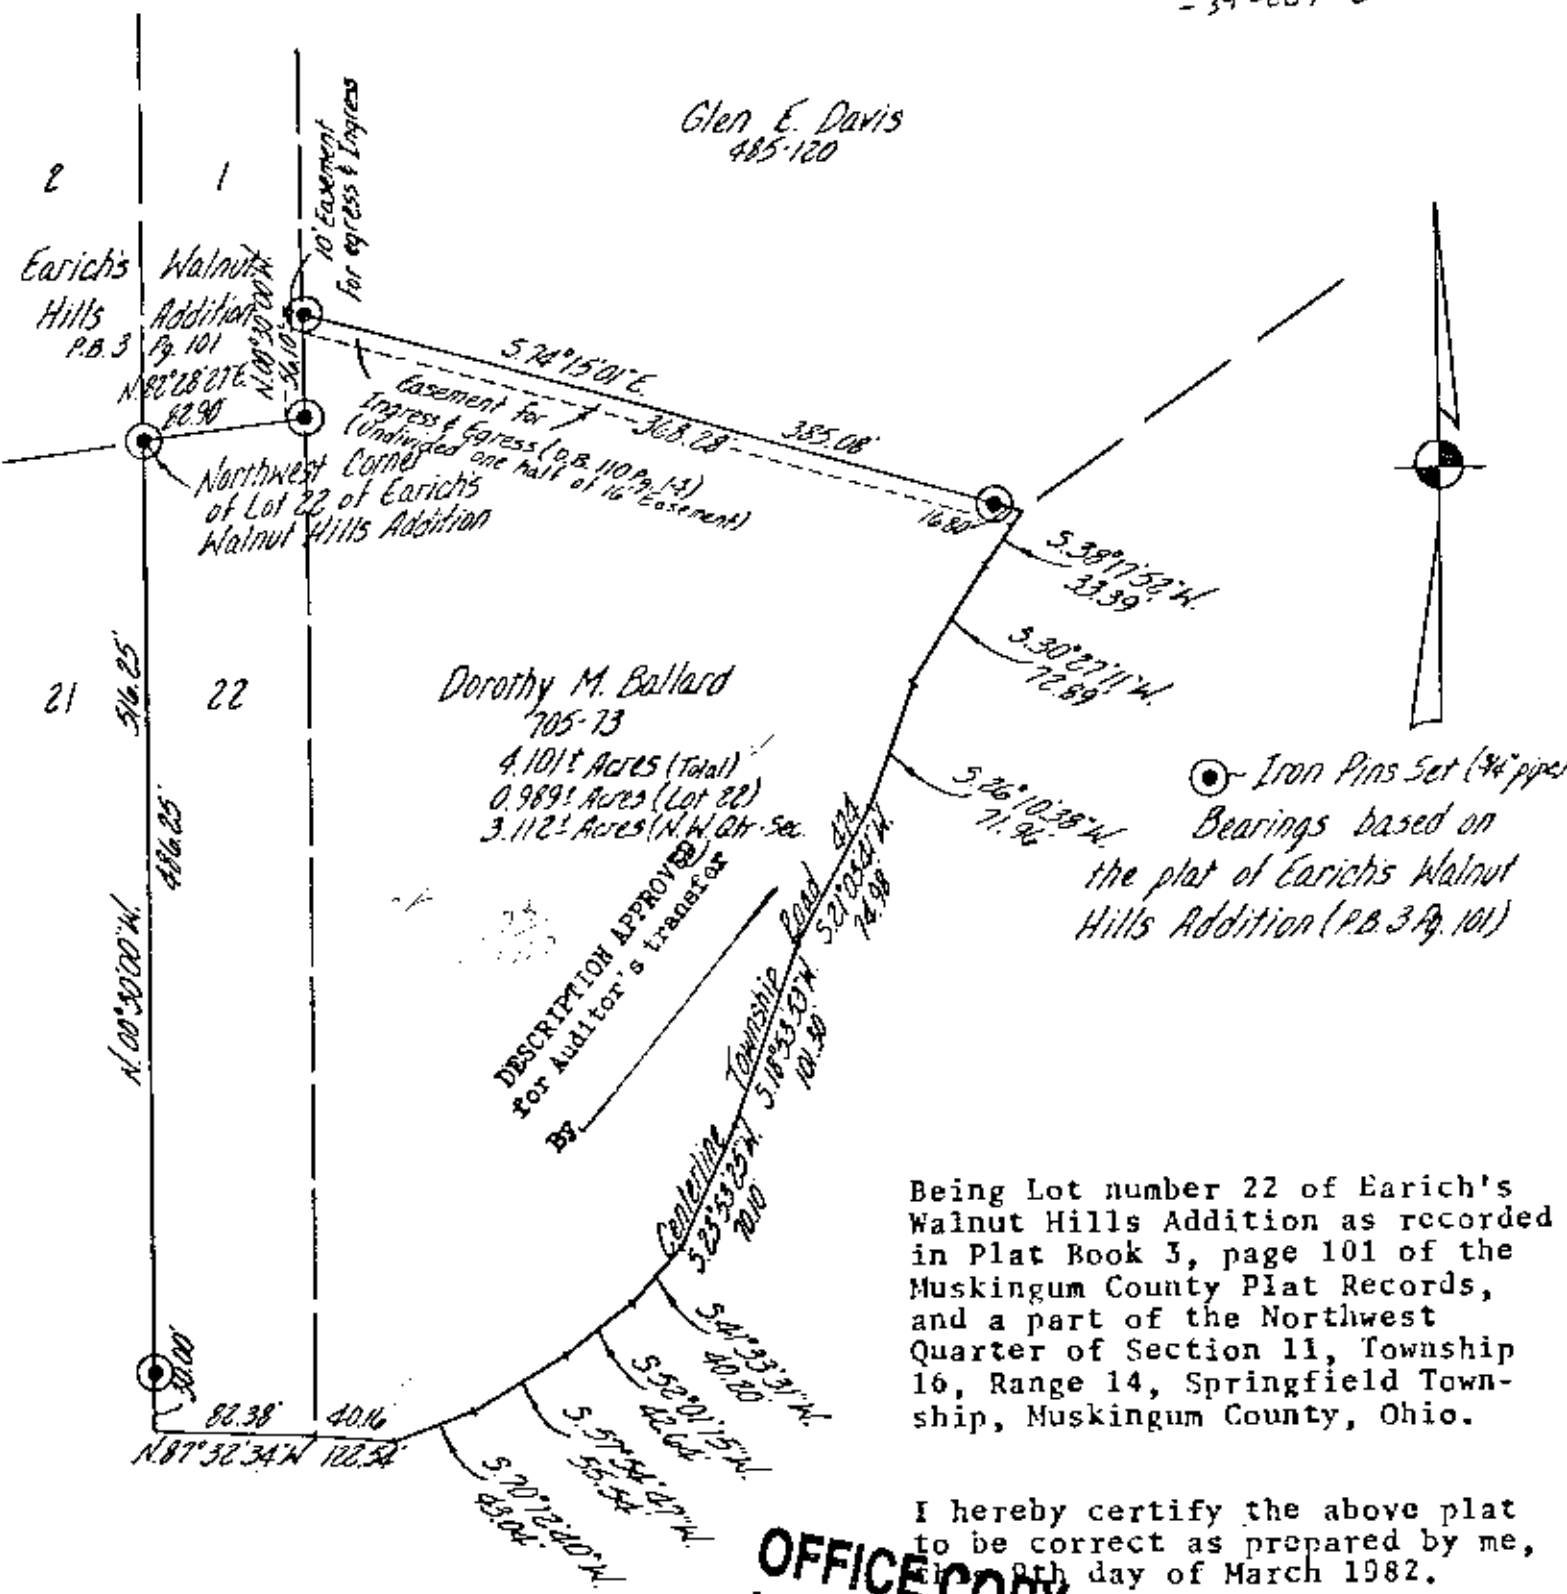 Glen E. Davis
485-120
10' Easement
For egress & Ingress
2
1
Earich's Walnut
Hills Addition
P.B. 3 Pg. 101
N.00°30'00"W.
56.10'
N.82°28'27"E.
82.90'
S.74°15'01"E.
368.28'
385.08'
16.80'
Easement for
Ingress & Egress (D.B. 110 Pg.
(Undivided one half of 16' Easement)
Northwest Corner
of Lot 22 of Earich's
Walnut Hills Addition
S.38°17'52"W.
33.39'
S.30°27'11"W.
72.89'
S.26°10'38"W.
71.96'
516.25'
486.25'
N.00°30'00"W.
21
22
Dorothy M. Ballard
705-73
4.101± Acres (Total)
0.989± Acres (Lot 22)
3.112± Acres (N.W. Qtr. Sec.
DESCRIPTION APPROVED
for Auditor's transfer
By
Iron Pins Set (3/4" pipe)
Bearings based on
the plat of Earich's Walnut
Hills Addition (P.B. 3 Pg. 101)
Centerline Township Road
74.98'
S.18°53'53"W.
101.30'
S.23°53'25"W.
70.10'
S.41°33'31"W.
40.20'
S.52°01'15"W.
42.64'
S.57°54'47"W.
55.54'
S.70°12'40"W.
43.04'
30.00'
82.38' 40.16'
N.87°32'34"W 122.54'
Being Lot number 22 of Earich's
Walnut Hills Addition as recorded
in Plat Book 3, page 101 of the
Muskingum County Plat Records,
and a part of the Northwest
Quarter of Section 11, Township
16, Range 14, Springfield Town-
ship, Muskingum County, Ohio.
I hereby certify the above plat
to be correct as prepared by me,
day of March 1982.
OFFICE COPY